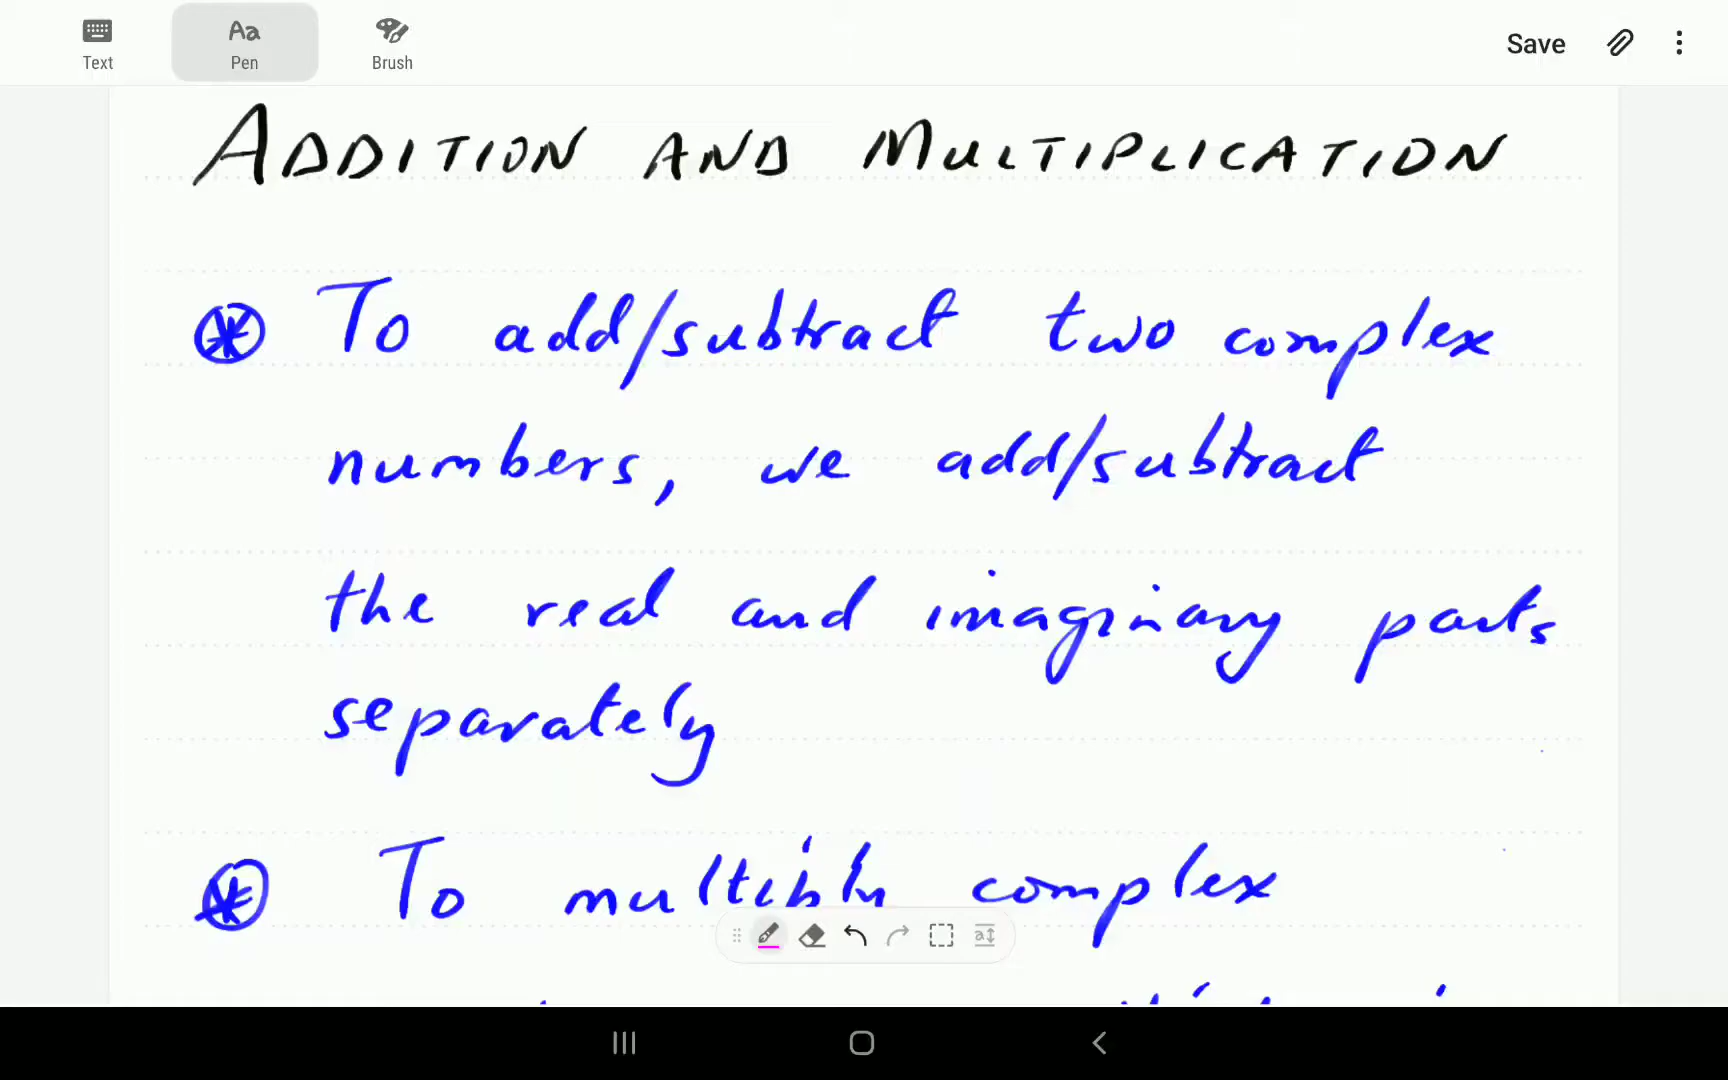 Text
Aa
Pen
Brush
Save
ADDITION AND MULTIPLICATION
To add/subtract two complex
numbers, we add/subtract
the real and imaginary parts
separately
To multiply complex